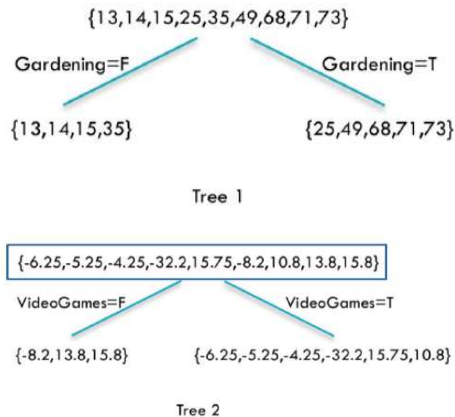 {13,14,15,25,35,49,68,71,73}
Gardening=F Gardening=T
{13,14,15,35} {25,49,68,71,73}
Tree 1
{-6.25,-5.25,-4.25,-32.2,15.75,-8.2,10.8,13.8,15.8}
VideoGames=F VideoGames=T
{-8.2,13.8,15.8} {-6.25,-5.25,-4.25,-32.2,15.75,10.8}
Tree 2